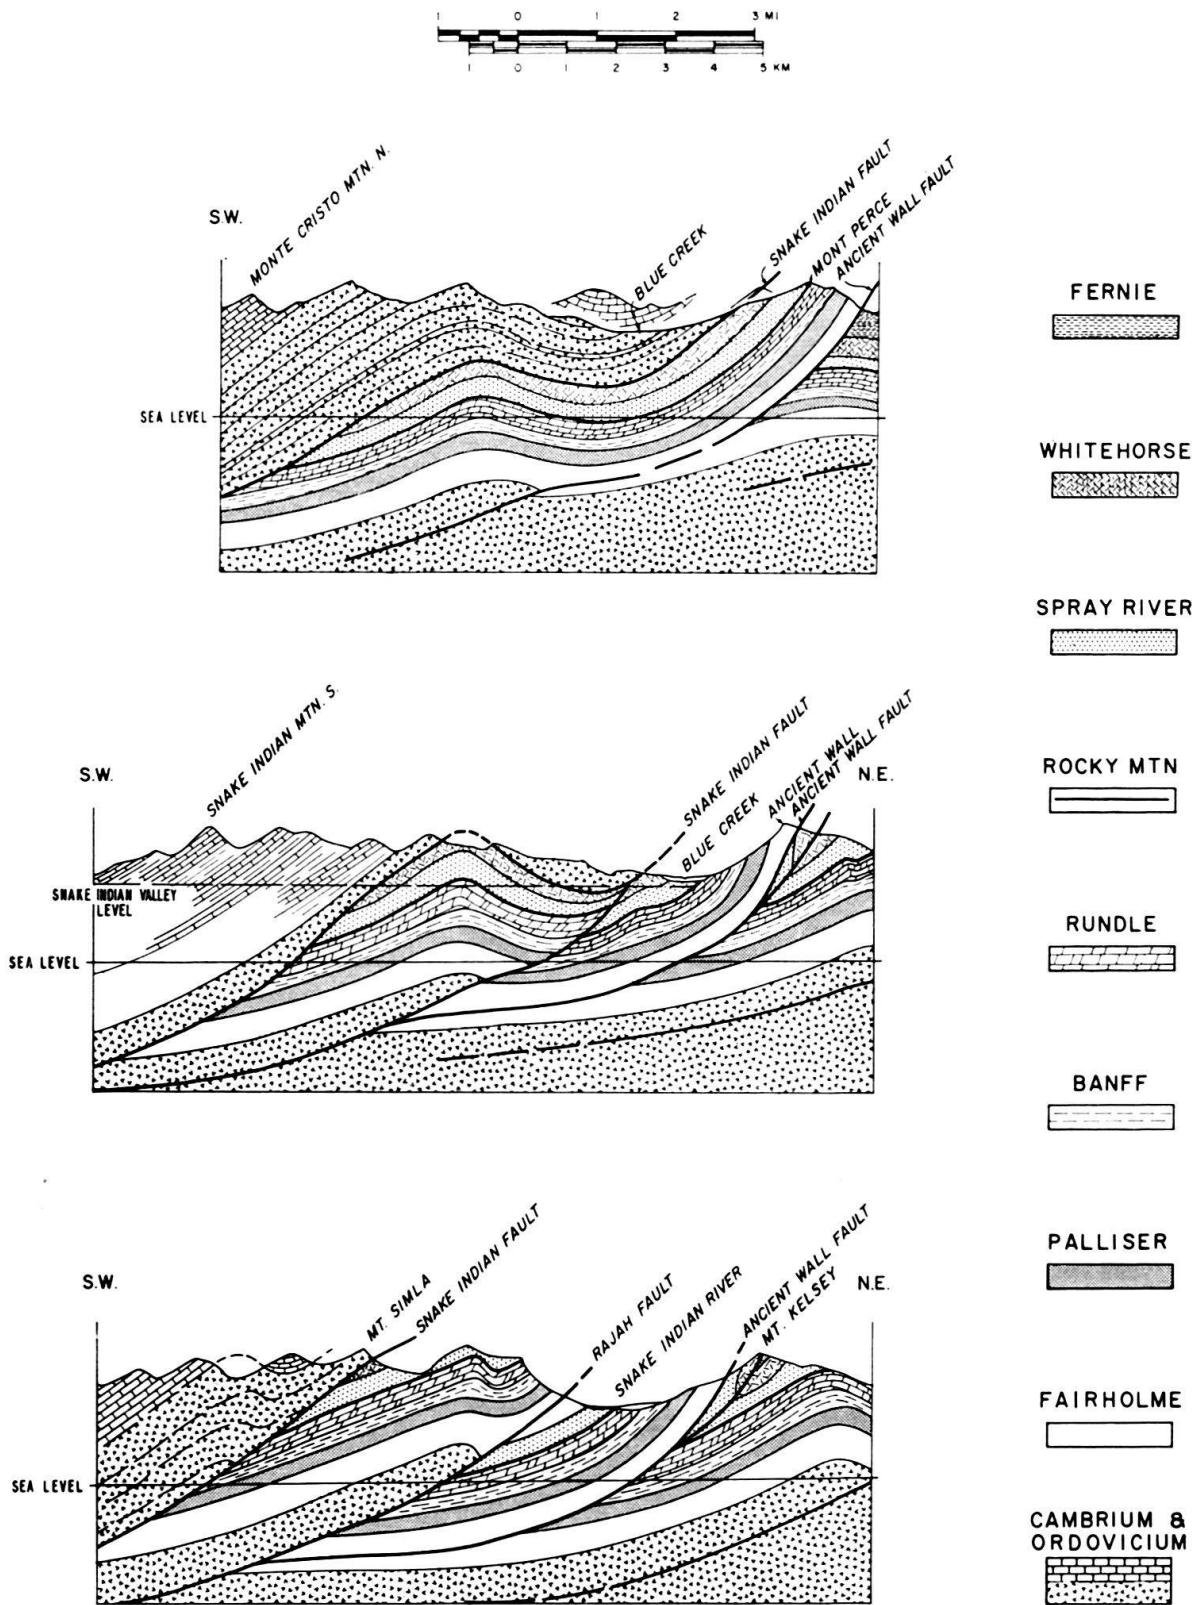 1 0 1 2 3 MI
1 0 1 2 3 4 5 KM
S.W.
MONTE CRISTO MTN. N.
BLUE CREEK
SNAKE INDIAN FAULT
MONT PERCE
ANCIENT WALL FAULT
SEA LEVEL
FERNIE
WHITEHORSE
SPRAY RIVER
ROCKY MTN
RUNDLE
BANFF
PALLISER
FAIRHOLME
CAMBRIUM &
ORDOVICIUM
S.W.
SNAKE INDIAN MTN. S.
SNAKE INDIAN FAULT
BLUE CREEK
ANCIENT WALL
ANCIENT WALL FAULT
N.E.
SNAKE INDIAN VALLEY
LEVEL
SEA LEVEL
S.W.
MT. SIMLA
SNAKE INDIAN FAULT
RAJAH FAULT
SNAKE INDIAN RIVER
ANCIENT WALL FAULT
MT. KELSEY
N.E.
SEA LEVEL